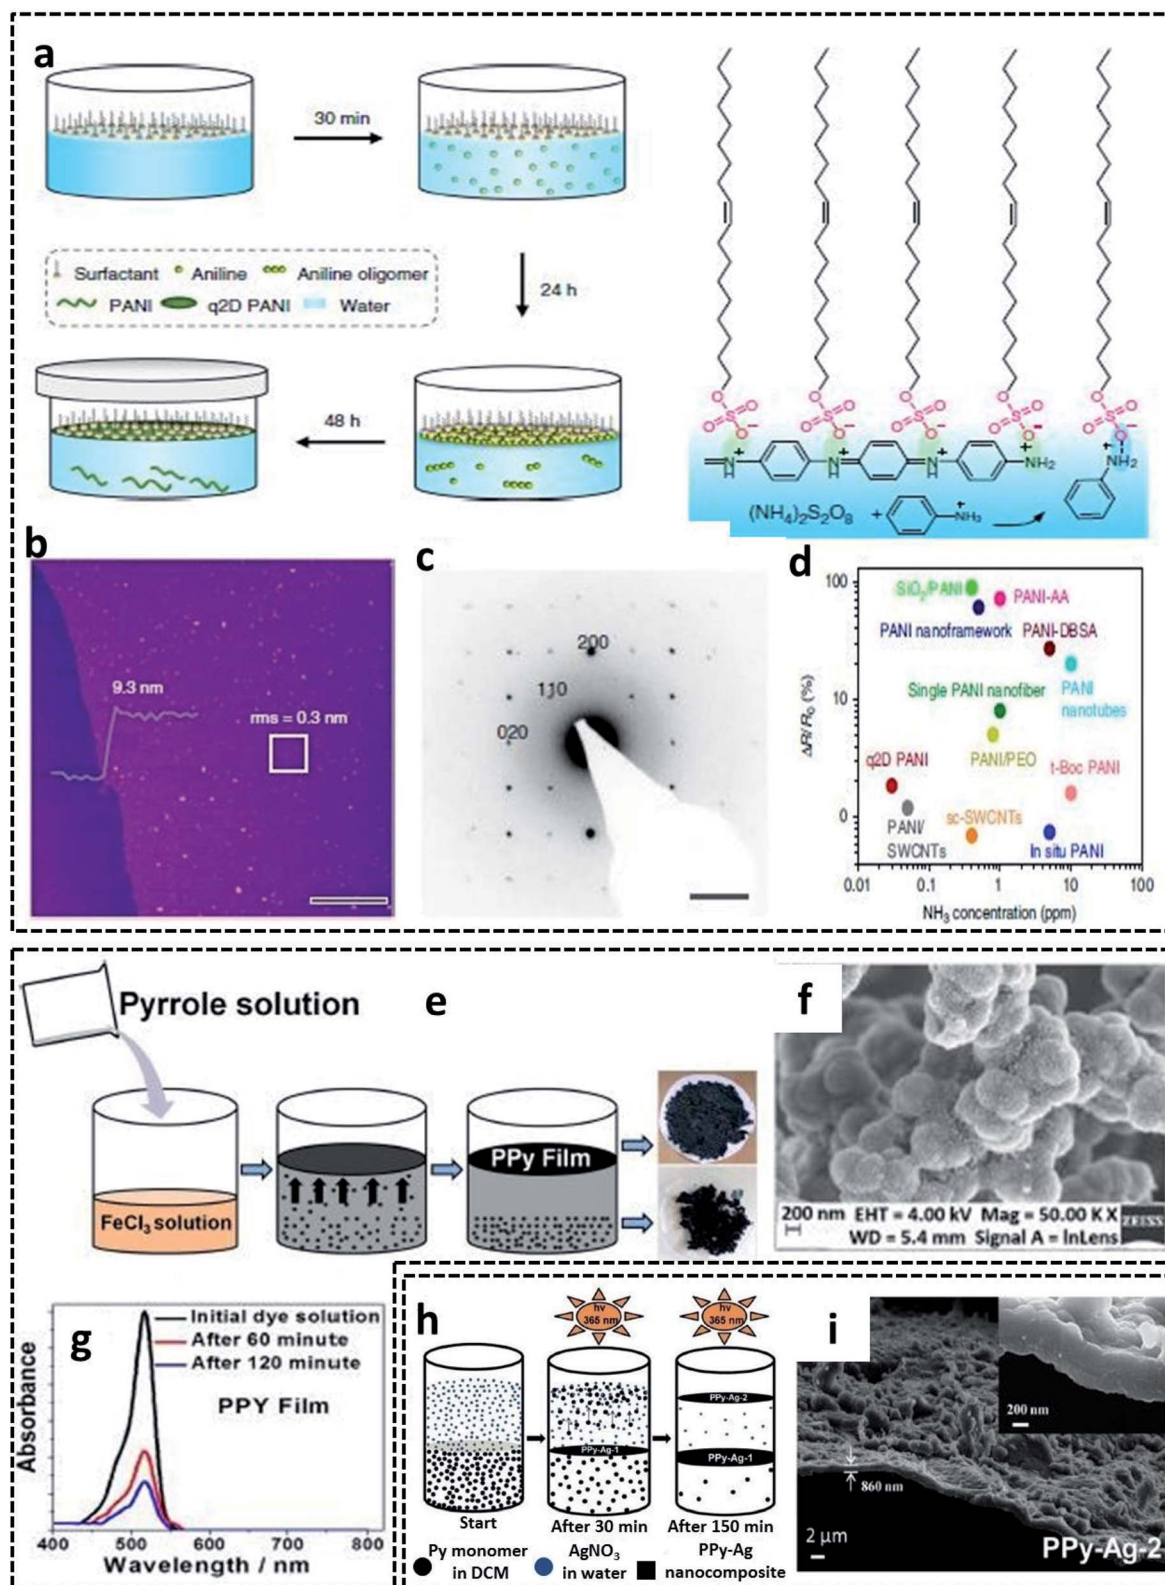 a
30 min
Surfactant Aniline Aniline oligomer
PANI q2D PANI Water
24 h
48 h
O O O O O
O S O O S O O S O O S O O S O
O⁻ O⁻ O⁻ O⁻ O
N N N NH₂ NH₂
H H H
(NH₄)₂S₂O₈ + NH₃
b
9.3 nm
rms = 0.3 nm
c
200
110
020
d
100
10
0
ΔR/R₀ (%)
SiO₂/PANI
PANI-AA
PANI nanoframework
PANI-DBSA
Single PANI nanofiber
PANI
nanotubes
PANI/PEO
q2D PANI
t-Boc PANI
PANI/
SWCNTs
sc-SWCNTs
In situ PANI
0.01 0.1 1 10 100
NH₃ concentration (ppm)
Pyrrole solution
e
FeCl₃ solution
PPy Film
f
200 nm EHT = 4.00 kV Mag = 50.00 K X
WD = 5.4 mm Signal A = InLens
ZEISS
g
Initial dye solution
After 60 minute
After 120 minute
PPY Film
Absorbance
500 600 700 800
Wavelength / nm
h
hv
365 nm
hv
365 nm
PPy-Ag-1
PPy-Ag-2
PPy-Ag-1
Start After 30 min After 150 min
Py monomer
in DCM
AgNO₃
in water
PPy-Ag
nanocomposite
i
200 nm
860 nm
2 µm
PPy-Ag-2